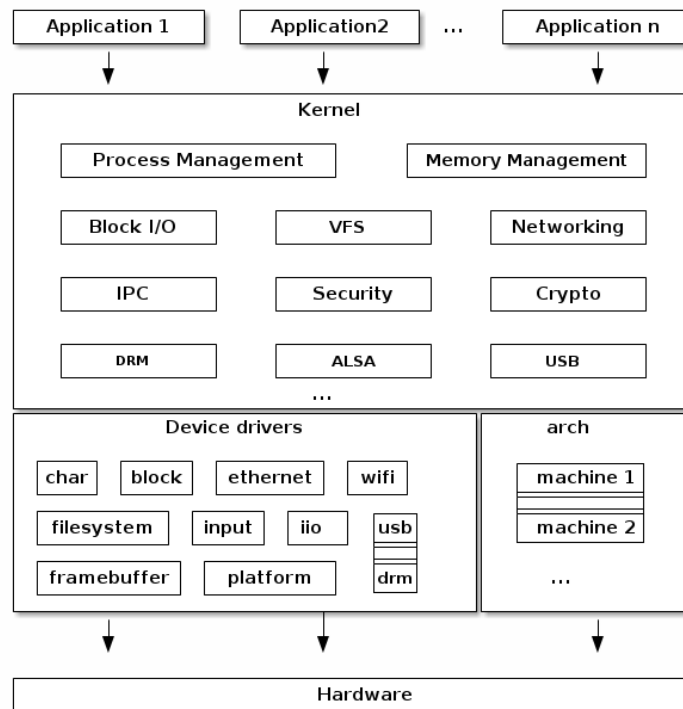 Application 1 Application2 ... Application n
Kernel
Process Management Memory Management
Block I/O VFS Networking
IPC Security Crypto
DRM ALSA USB
...
Device drivers arch
char block ethernet wifi machine 1
filesystem input iio usb machine 2
framebuffer platform drm ...
Hardware